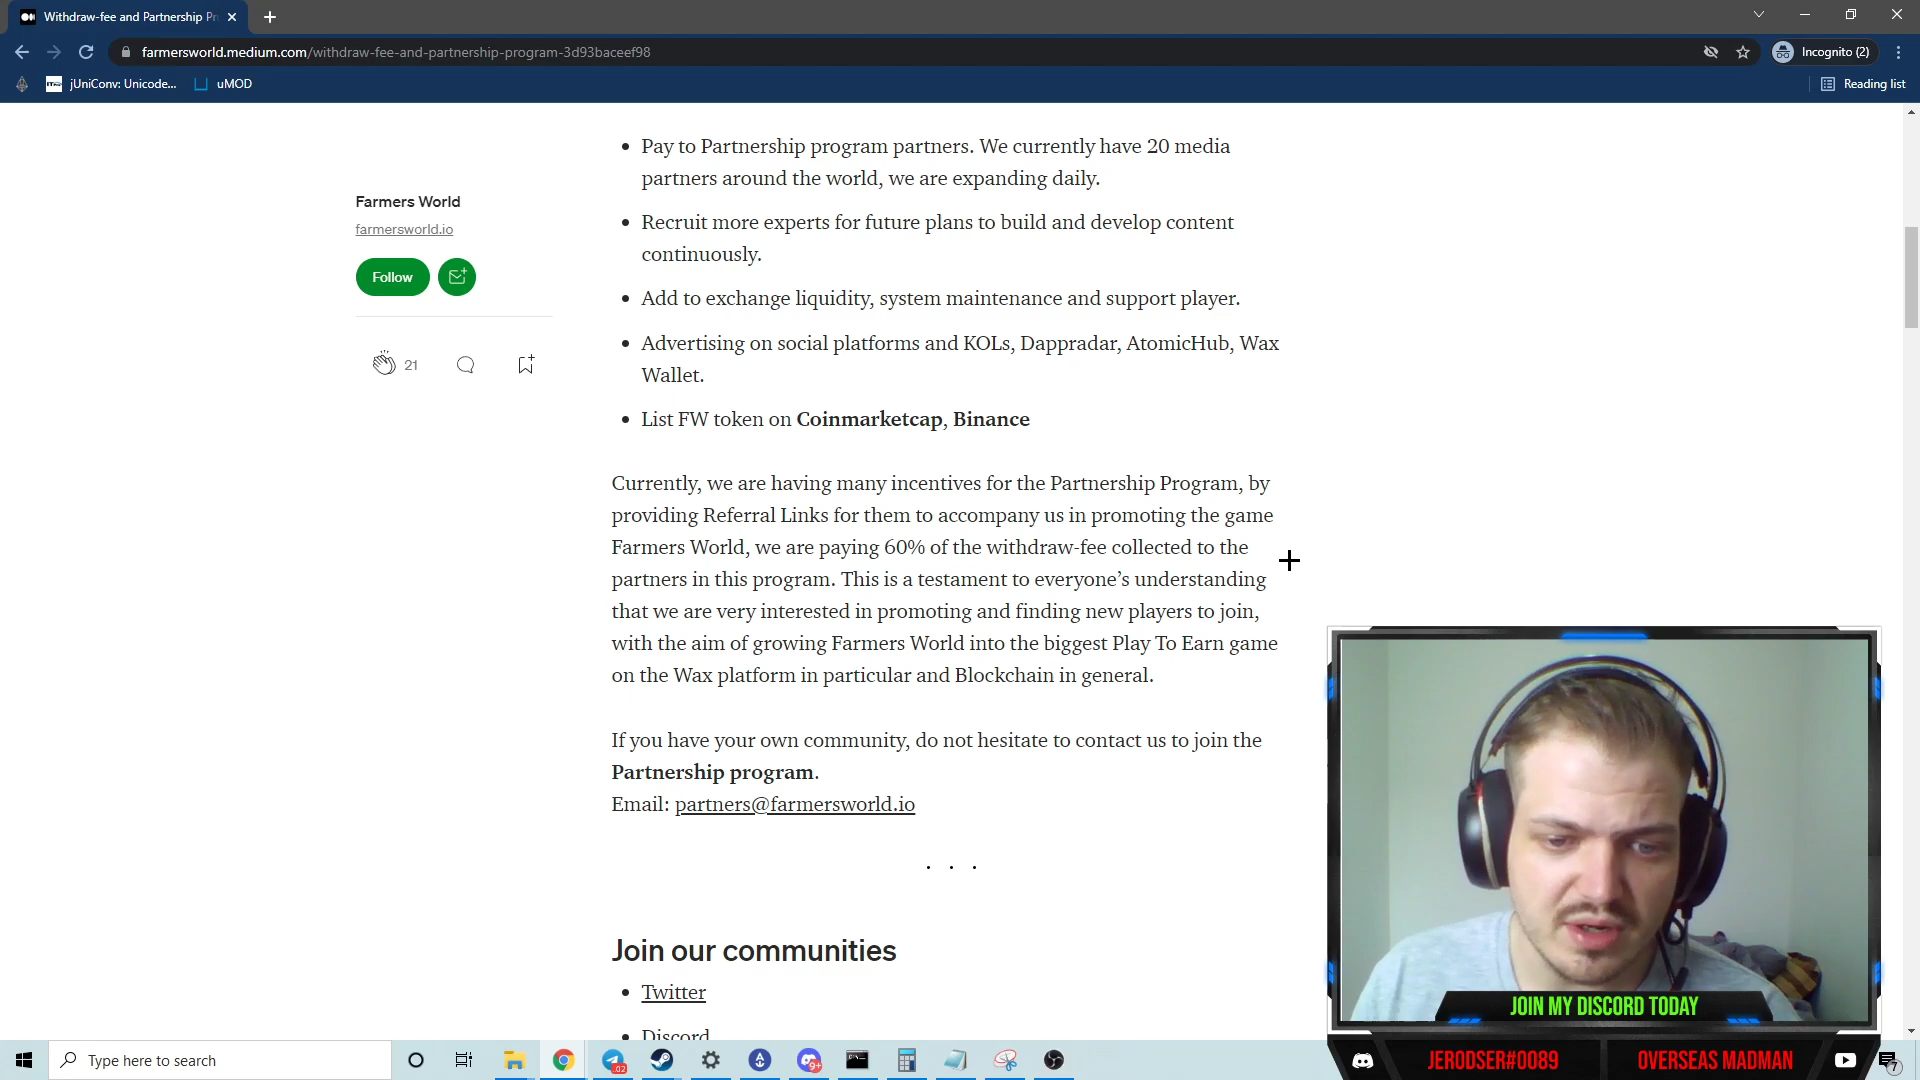 Withdraw-fee and Partnership Pr
farmersworld.medium.com/withdraw-fee-and-partnership-program-3d93baceef98
Incognito (2)
jUniConv: Unicode...
uMOD
Reading list
Farmers World
farmersworld.io
Follow
21
• Pay to Partnership program partners. We currently have 20 media
partners around the world, we are expanding daily.
• Recruit more experts for future plans to build and develop content
continuously.
• Add to exchange liquidity, system maintenance and support player.
• Advertising on social platforms and KOLs, Dappradar, AtomicHub, Wax
Wallet.
• List FW token on Coinmarketcap, Binance
Currently, we are having many incentives for the Partnership Program, by
providing Referral Links for them to accompany us in promoting the game
Farmers World, we are paying 60% of the withdraw-fee collected to the
partners in this program. This is a testament to everyone’s understanding
that we are very interested in promoting and finding new players to join,
with the aim of growing Farmers World into the biggest Play To Earn game
on the Wax platform in particular and Blockchain in general.
If you have your own community, do not hesitate to contact us to join the
Partnership program.
Email: partners@farmersworld.io
. . .
Join our communities
• Twitter
• Discord
JOIN MY DISCORD TODAY
JERODSER#0089
OVERSEAS MADMAN
Type here to search
.02
9+
7